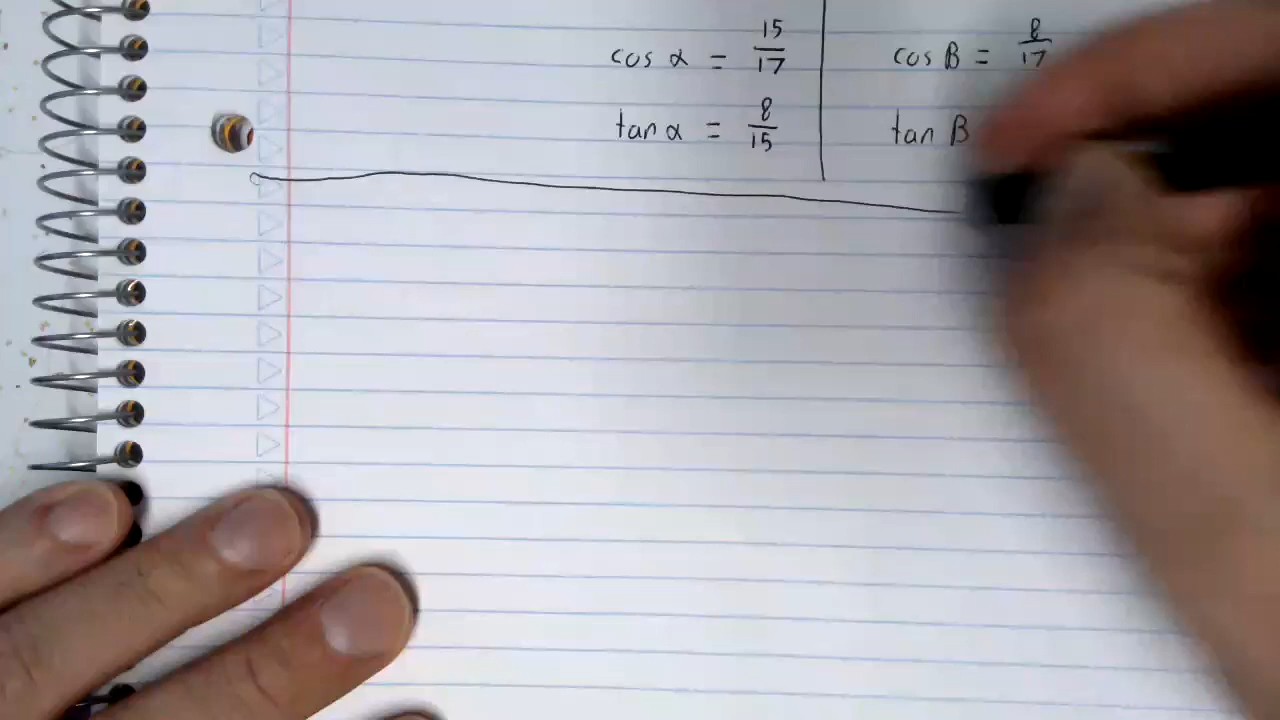 cos α = 15/17
tan α = 8/15
cos β = 8/17
tan β